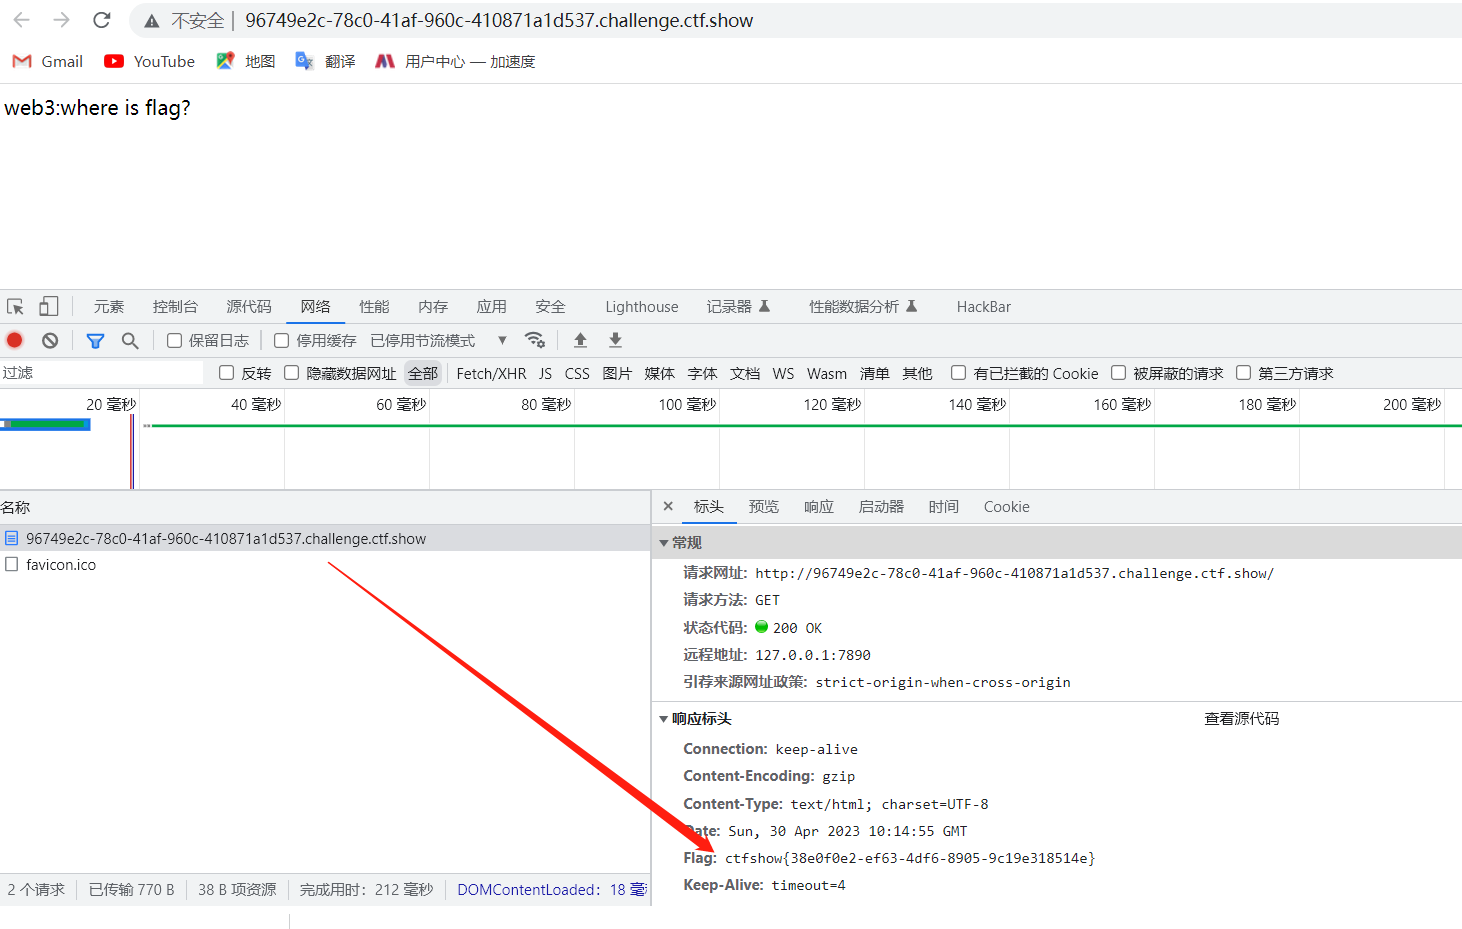 不安全 96749e2c-78c0-41af-960c-410871a1d537.challenge.ctf.show
Gmail YouTube 地图 翻译 用户中心 — 加速度
web3:where is flag?
元素 控制台 源代码 网络 性能 内存 应用 安全 Lighthouse 记录器 性能数据分析 HackBar
保留日志 停用缓存 已停用节流模式
过滤 反转 隐藏数据网址 全部 Fetch/XHR JS CSS 图片 媒体 字体 文档 WS Wasm 清单 其他 有已拦截的 Cookie 被屏蔽的请求 第三方请求
20 毫秒 40 毫秒 60 毫秒 80 毫秒 100 毫秒 120 毫秒 140 毫秒 160 毫秒 180 毫秒 200 毫秒
名称
96749e2c-78c0-41af-960c-410871a1d537.challenge.ctf.show
favicon.ico
2 个请求 已传输 770 B 38 B 项资源 完成用时：212 毫秒 DOMContentLoaded：18 毫
标头 预览 响应 启动器 时间 Cookie
常规
请求网址: http://96749e2c-78c0-41af-960c-410871a1d537.challenge.ctf.show/
请求方法: GET
状态代码: 200 OK
远程地址: 127.0.0.1:7890
引荐来源网址政策: strict-origin-when-cross-origin
响应标头 查看源代码
Connection: keep-alive
Content-Encoding: gzip
Content-Type: text/html; charset=UTF-8
Date: Sun, 30 Apr 2023 10:14:55 GMT
Flag: ctfshow{38e0f0e2-ef63-4df6-8905-9c19e318514e}
Keep-Alive: timeout=4